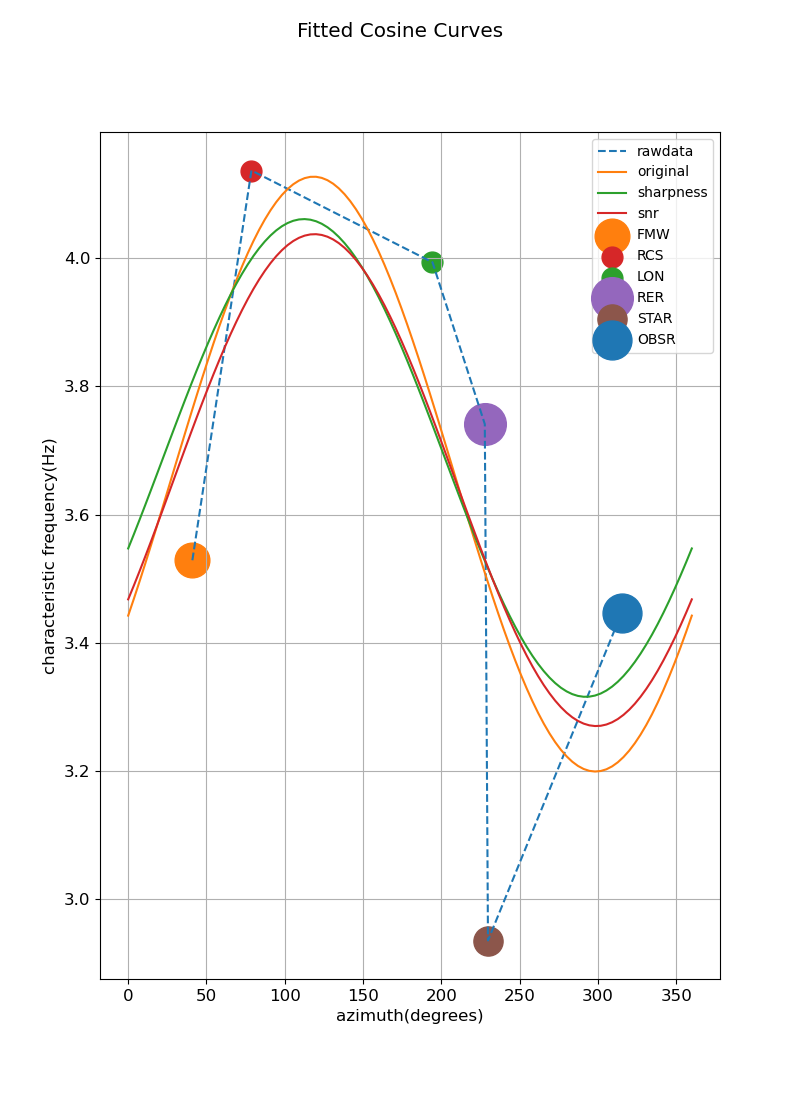 Fitted Cosine Curves
rawdata
original
sharpness
snr
FMW
RCS
LON
RER
STAR
OBSR
4.0
3.8
3.6
3.4
3.2
3.0
characteristic frequency(Hz)
0 50 100 150 200 250 300 350
azimuth(degrees)